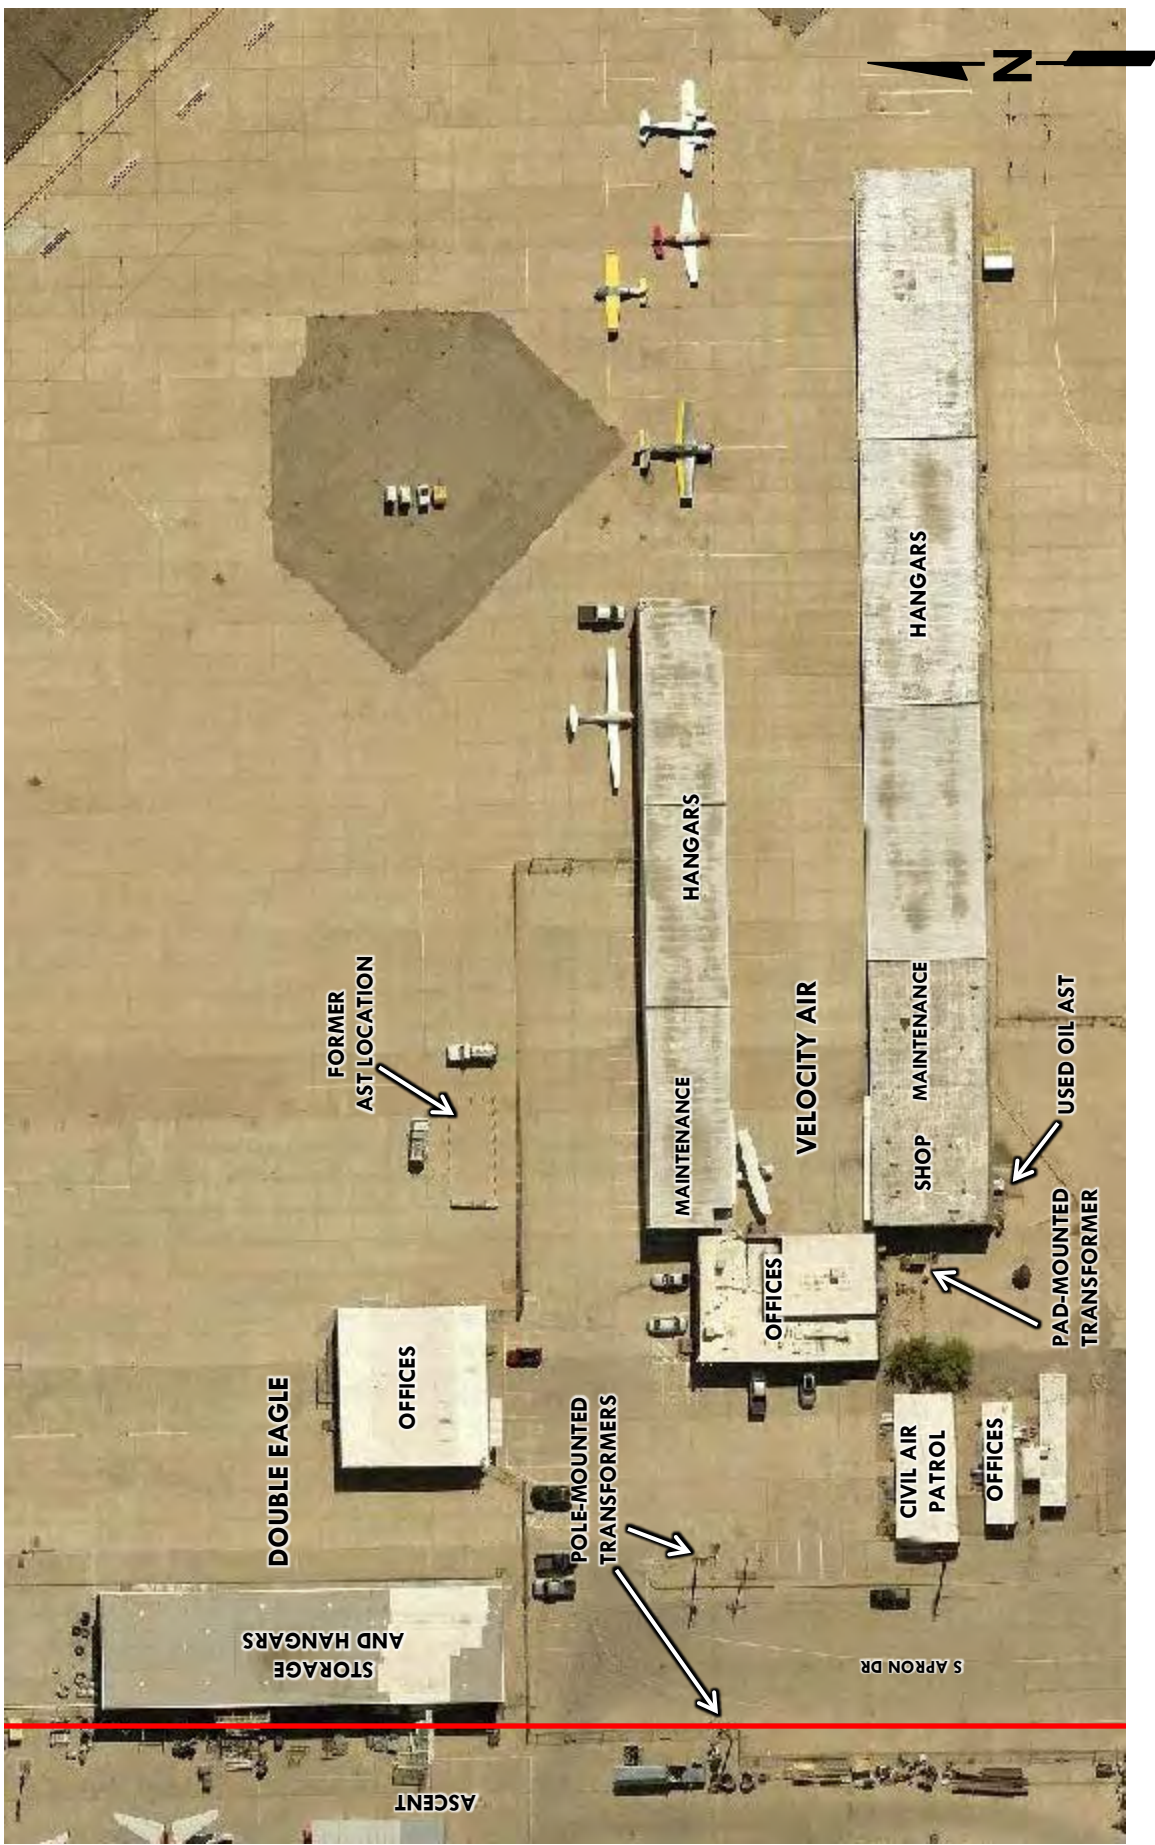 N
HANGARS
HANGARS
FORMER
AST LOCATION
VELOCITY AIR
MAINTENANCE
MAINTENANCE
SHOP
USED OIL AST
PAD-MOUNTED
TRANSFORMER
OFFICES
OFFICES
DOUBLE EAGLE
POLE-MOUNTED
TRANSFORMERS
CIVIL AIR
PATROL
OFFICES
STORAGE
AND HANGARS
S APRON DR
ASCENT